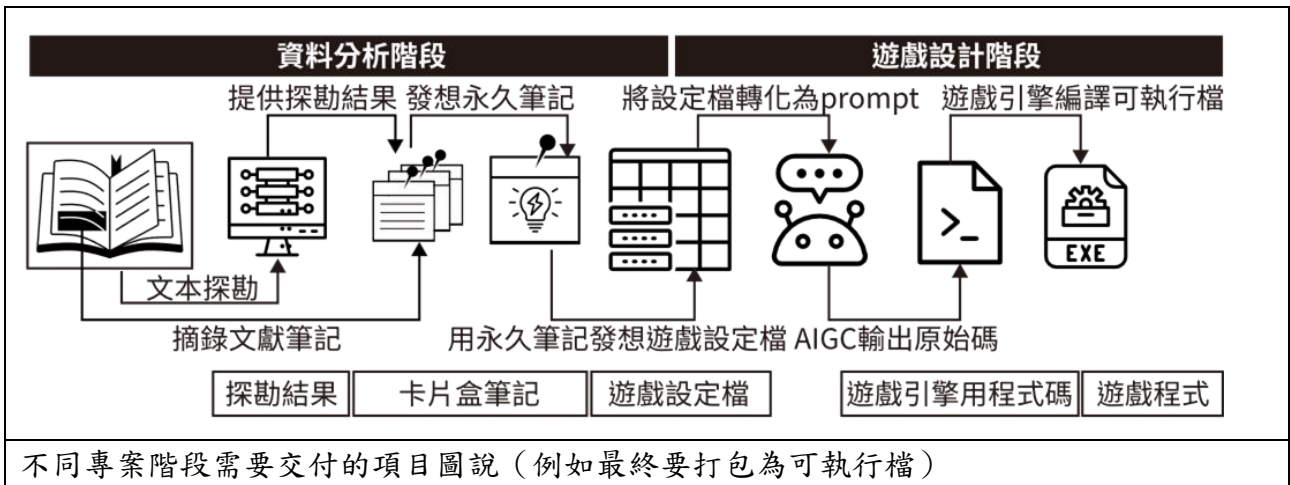 資料分析階段 遊戲設計階段
提供探勘結果 發想永久筆記 將設定檔轉化為prompt 遊戲引擎編譯可執行檔
>_
EXE
文本探勘
摘錄文獻筆記 用永久筆記發想遊戲設定檔 AIGC輸出原始碼
探勘結果 卡片盒筆記 遊戲設定檔 遊戲引擎用程式碼 遊戲程式
不同專案階段需要交付的項目圖說（例如最終要打包為可執行檔）